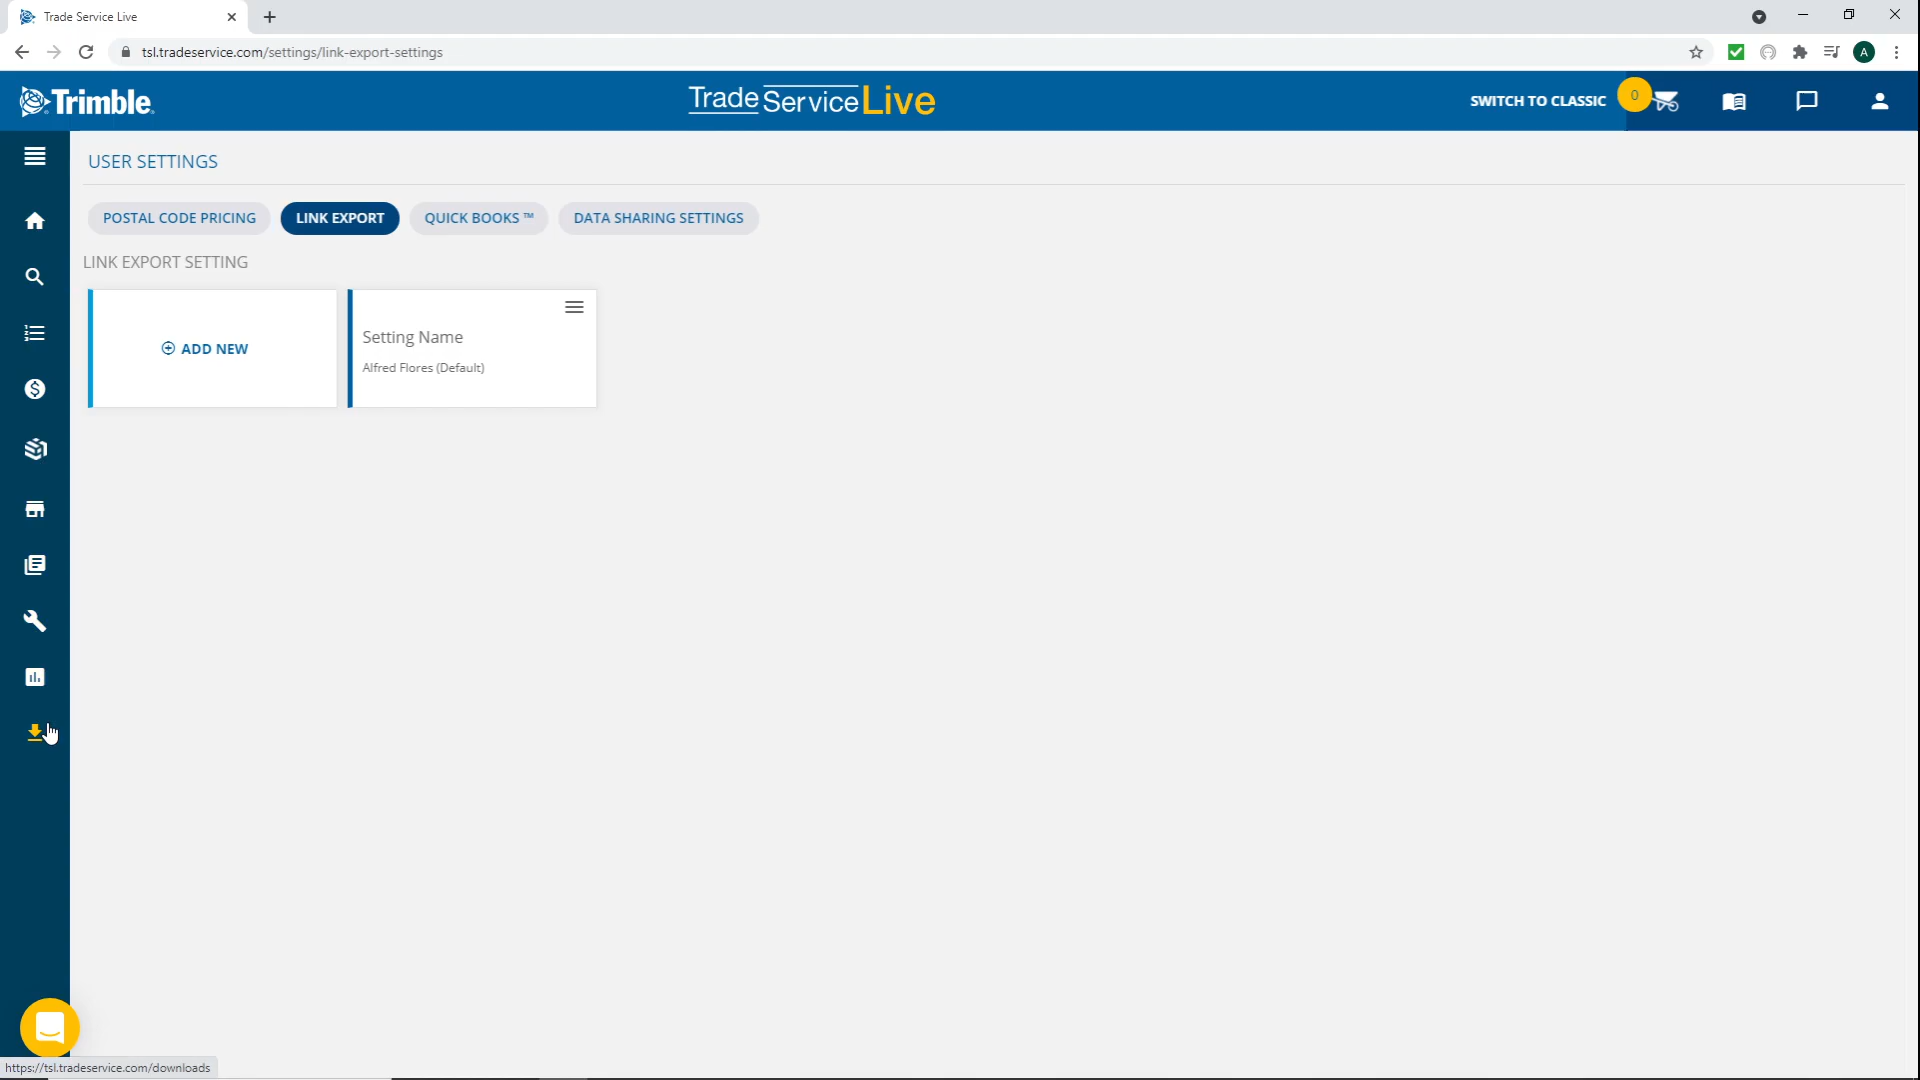 Trade Service Live
tsl.tradeservice.com/settings/link-export-settings
A
Trimble
Trade Service Live
SWITCH TO CLASSIC
0
USER SETTINGS
POSTAL CODE PRICING
LINK EXPORT
QUICK BOOKS ™
DATA SHARING SETTINGS
LINK EXPORT SETTING
ADD NEW
Setting Name
Alfred Flores (Default)
https://tsl.tradeservice.com/downloads